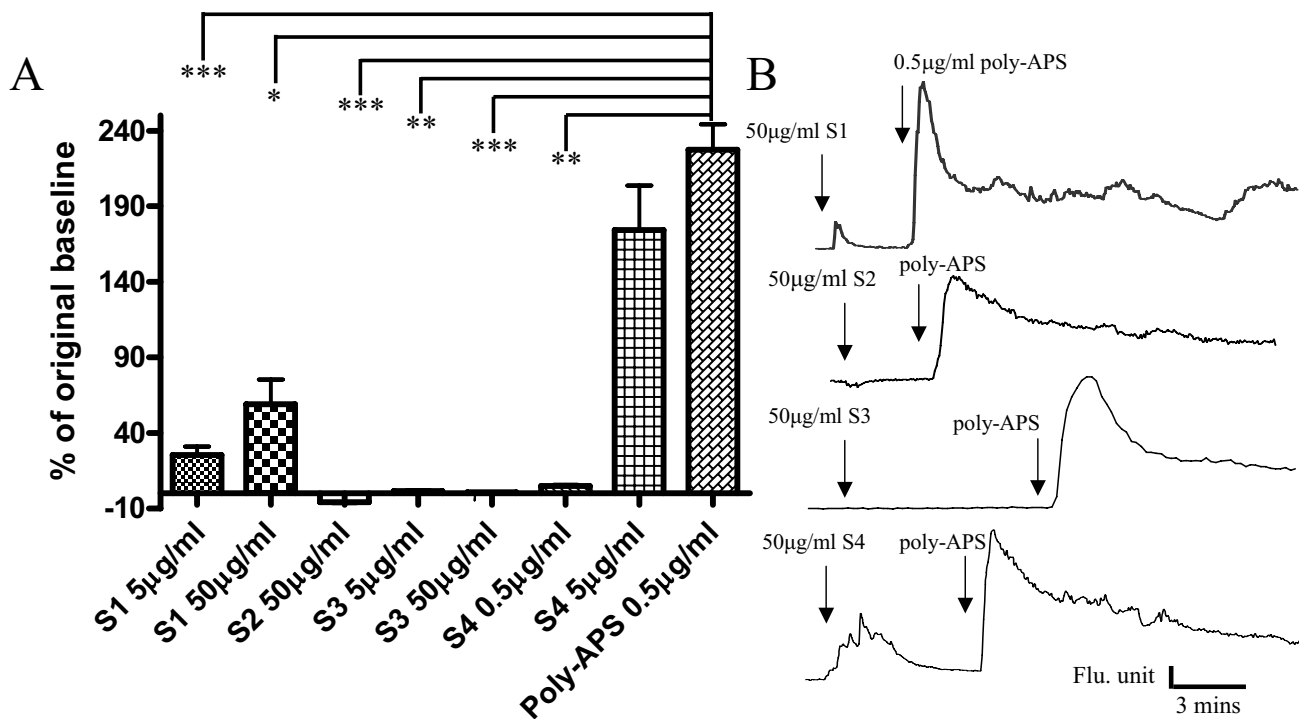 A
***
*
***
**
***
**
% of original baseline
240
190
140
90
40
-10
S1 5µg/ml
S1 50µg/ml
S2 50µg/ml
S3 5µg/ml
S3 50µg/ml
S4 0.5µg/ml
S4 5µg/ml
Poly-APS 0.5µg/ml
B
0.5µg/ml poly-APS
50µg/ml S1
50µg/ml S2
poly-APS
50µg/ml S3
poly-APS
50µg/ml S4
poly-APS
Flu. unit
3 mins